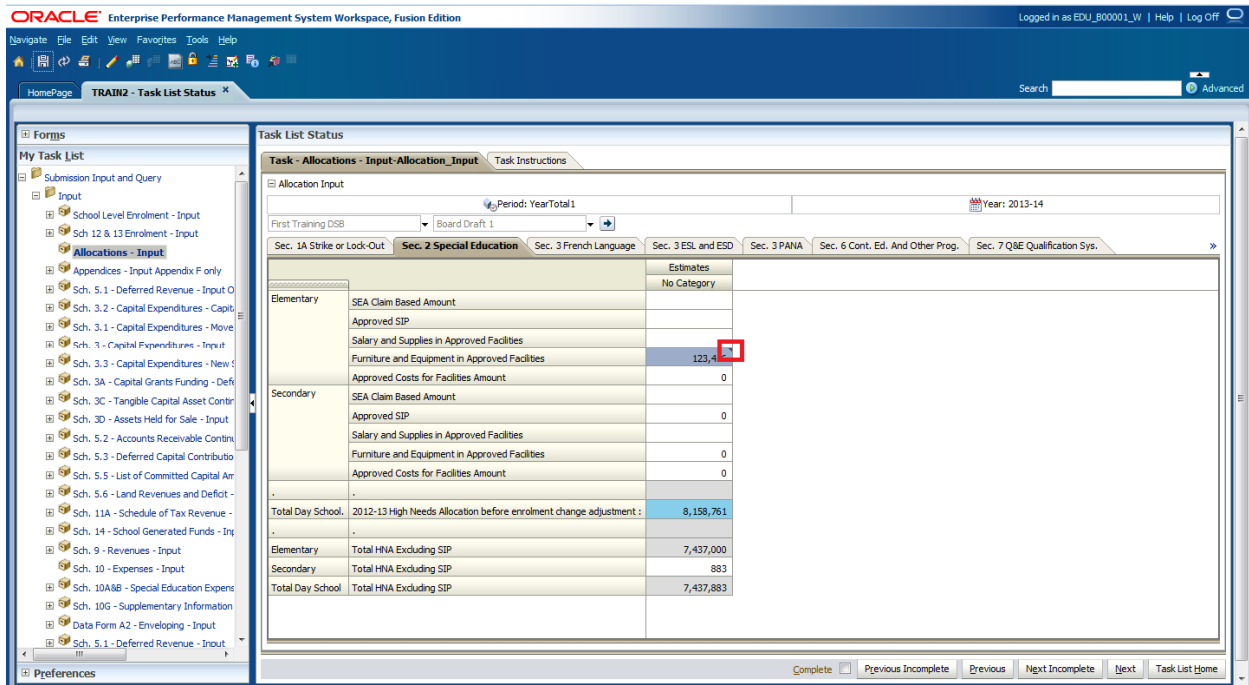 ORACLE Enterprise Performance Management System Workspace, Fusion Edition
Logged in as EDU_B00001_W | Help | Log Off
Navigate File Edit View Favorites Tools Help
HomePage TRAIN2 - Task List Status ×
Search Advanced
Forms
Task List Status
My Task List
Task - Allocations - Input-Allocation_Input Task Instructions
Submission Input and Query
Input
School Level Enrolment - Input
Sch 12 & 13 Enrolment - Input
Allocations - Input
Appendices - Input Appendix F only
Sch. 5.1 - Deferred Revenue - Input O
Sch. 3.2 - Capital Expenditures - Capit
Sch. 3.1 - Capital Expenditures - Move
Sch. 3 - Capital Expenditures - Input
Sch. 3.3 - Capital Expenditures - New S
Sch. 3A - Capital Grants Funding - Defe
Sch. 3C - Tangible Capital Asset Contin
Sch. 3D - Assets Held for Sale - Input
Sch. 5.2 - Accounts Receivable Continu
Sch. 5.3 - Deferred Capital Contributio
Sch. 5.5 - List of Committed Capital Am
Sch. 5.6 - Land Revenues and Deficit -
Sch. 11A - Schedule of Tax Revenue -
Sch. 14 - School Generated Funds - Inp
Sch. 9 - Revenues - Input
Sch. 10 - Expenses - Input
Sch. 10A&B - Special Education Expens
Sch. 10G - Supplementary Information
Data Form A2 - Enveloping - Input
Sch. 5.1 - Deferred Revenue - Input
Preferences
Allocation Input
Period: YearTotal1 Year: 2013-14
First Training DSB Board Draft 1
Sec. 1A Strike or Lock-Out Sec. 2 Special Education Sec. 3 French Language Sec. 3 ESL and ESD Sec. 3 PANA Sec. 6 Cont. Ed. And Other Prog. Sec. 7 Q&E Qualification Sys. »
Estimates
No Category
Elementary SEA Claim Based Amount
Approved SIP
Salary and Supplies in Approved Facilities
Furniture and Equipment in Approved Facilities
Approved Costs for Facilities Amount 0
Secondary SEA Claim Based Amount
Approved SIP 0
Salary and Supplies in Approved Facilities
Furniture and Equipment in Approved Facilities 0
Approved Costs for Facilities Amount 0
. .
Total Day School. 2012-13 High Needs Allocation before enrolment change adjustment : 8,158,761
. .
Elementary Total HNA Excluding SIP 7,437,000
Secondary Total HNA Excluding SIP 883
Total Day School Total HNA Excluding SIP 7,437,883
Complete Previous Incomplete Previous Next Incomplete Next Task List Home